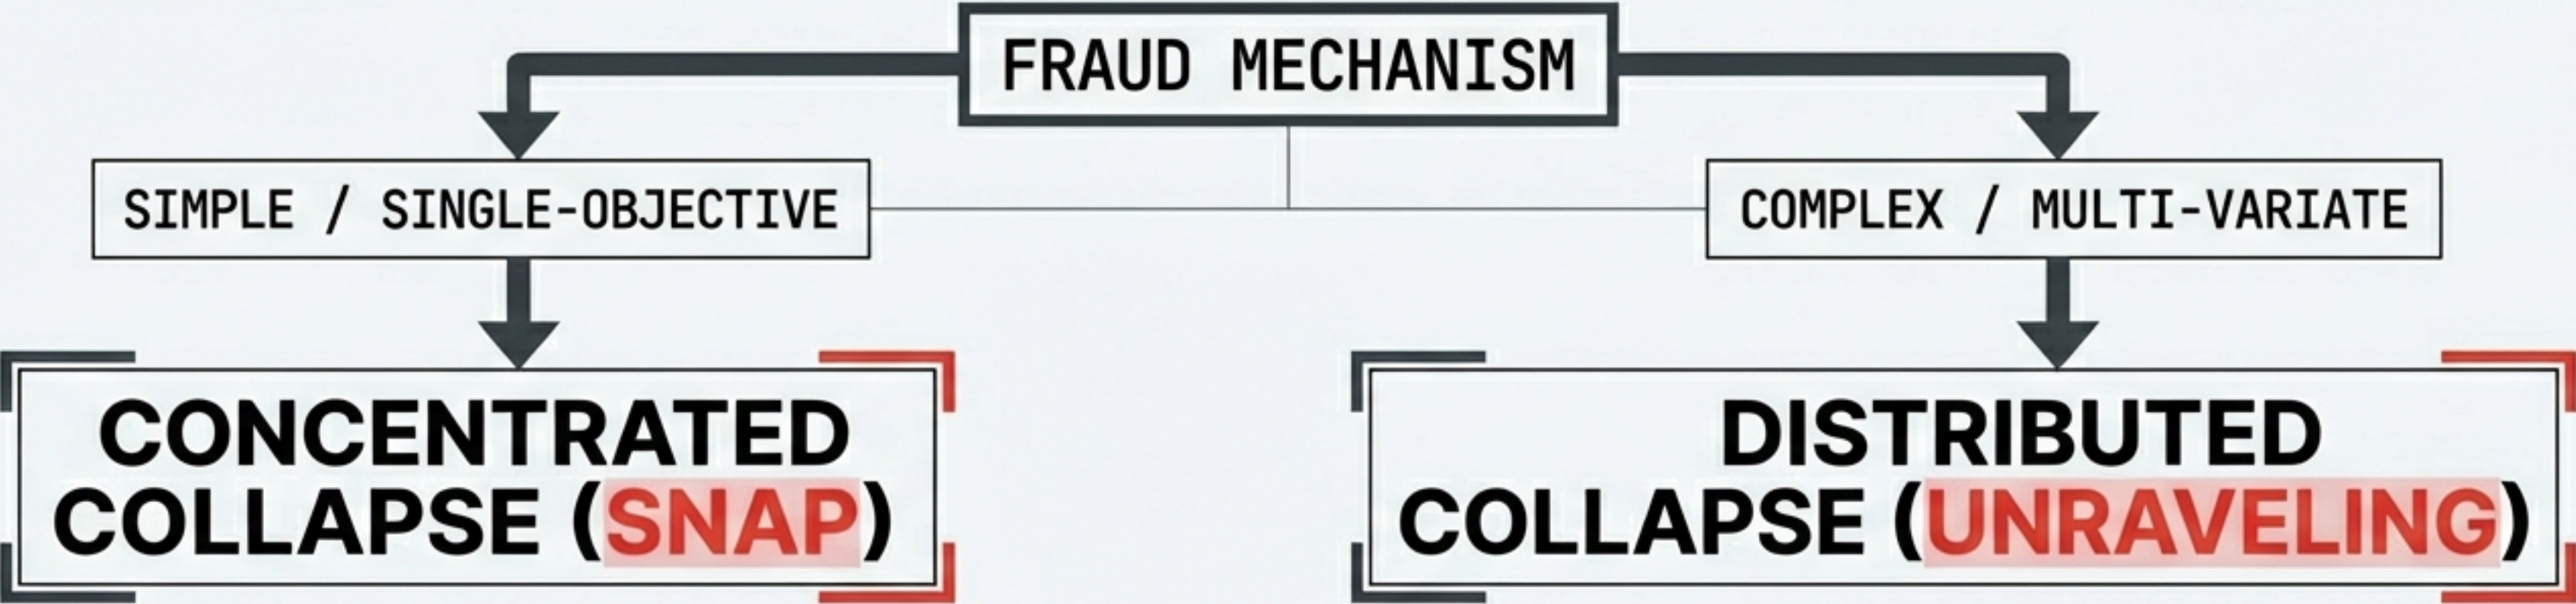 FRAUD MECHANISM
SIMPLE / SINGLE-OBJECTIVE
COMPLEX / MULTI-VARIATE
CONCENTRATED
COLLAPSE (SNAP)
DISTRIBUTED
COLLAPSE (UNRAVELING)